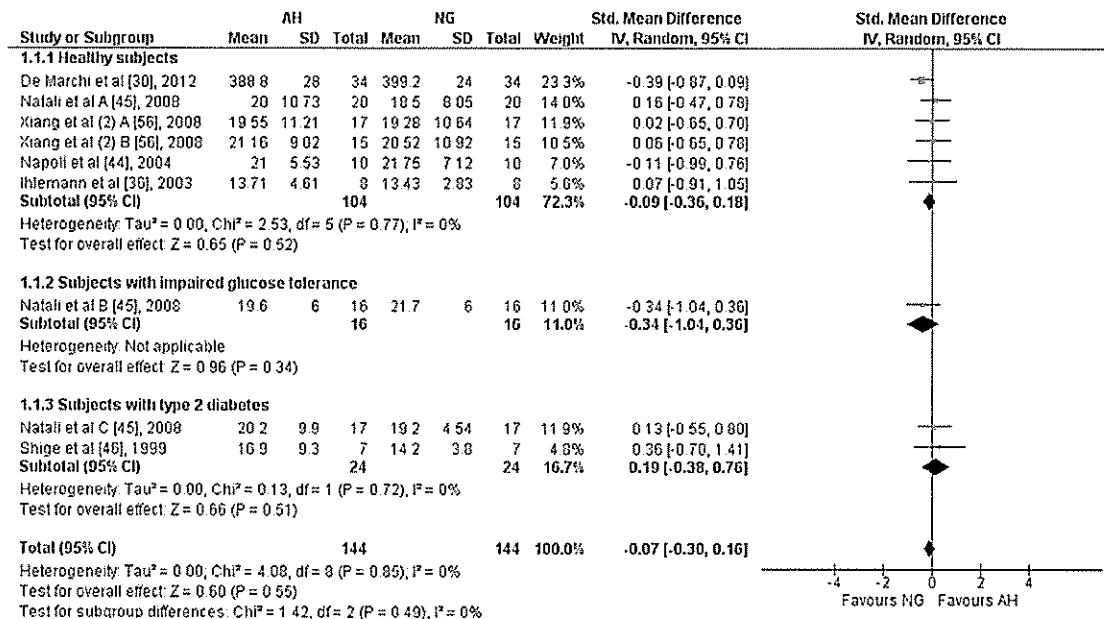 AH NG Std. Mean Difference Std. Mean Difference
Study or Subgroup Mean SD Total Mean SD Total Weight IV, Random, 95% CI IV, Random, 95% CI
1.1.1 Healthy subjects
De Marchi et al [30], 2012 388 8 28 34 399.2 24 34 23 3% -0.39 [-0 87, 0 09]
Natali et al A [45], 2008 20 10 73 20 18 5 8 05 20 14 0% 0 16 [-0 47, 0 78]
Xiang et al (2) A [56], 2008 19 55 11.21 17 19 28 10 64 17 11.9% 0 02 [-0 65, 0 70]
Xiang et al (2) B [56], 2008 21 16 9 02 15 20 52 10 92 15 10 5% 0 06 [-0 65, 0 78]
Napoli et al [44], 2004 21 5.53 10 21.75 7 12 10 7.0% -0 11 [-0.99, 0 76]
Ihlemann et al [36], 2003 13.71 4 61 8 13.43 2.83 8 5.6% 0 07 [-0 91, 1 05]
Subtotal (95% CI) 104 104 72.3% -0.09 [-0.36, 0.18]
Heterogeneity: Tau² = 0 00, Chi² = 2.53, df = 5 (P = 0.77); I² = 0%
Test for overall effect: Z = 0 65 (P = 0.52)
1.1.2 Subjects with impaired glucose tolerance
Natali et al B [45], 2008 19.6 6 16 21.7 6 16 11 0% -0 34 [-1 04, 0 36]
Subtotal (95% CI) 16 16 11.0% -0.34 [-1.04, 0.36]
Heterogeneity: Not applicable
Test for overall effect: Z = 0 96 (P = 0 34)
1.1.3 Subjects with type 2 diabetes
Natali et al C [45], 2008 20 2 9.9 17 19 2 4 54 17 11 9% 0 13 [-0 55, 0 80]
Shige et al [46], 1999 16 9 9.3 7 14 2 3.8 7 4.8% 0 36 [-0 70, 1 41]
Subtotal (95% CI) 24 24 16.7% 0.19 [-0.38, 0.76]
Heterogeneity: Tau² = 0.00, Chi² = 0.13, df = 1 (P = 0.72), I² = 0%
Test for overall effect: Z = 0 66 (P = 0.51)
Total (95% CI) 144 144 100.0% -0.07 [-0.30, 0.16]
Heterogeneity: Tau² = 0 00; Chi² = 4.08, df = 8 (P = 0.85); I² = 0%
Test for overall effect: Z = 0 60 (P = 0.55)
Test for subgroup differences: Chi² = 1 42, df = 2 (P = 0 49), I² = 0%
-4 -2 0 2 4
Favours NG Favours AH